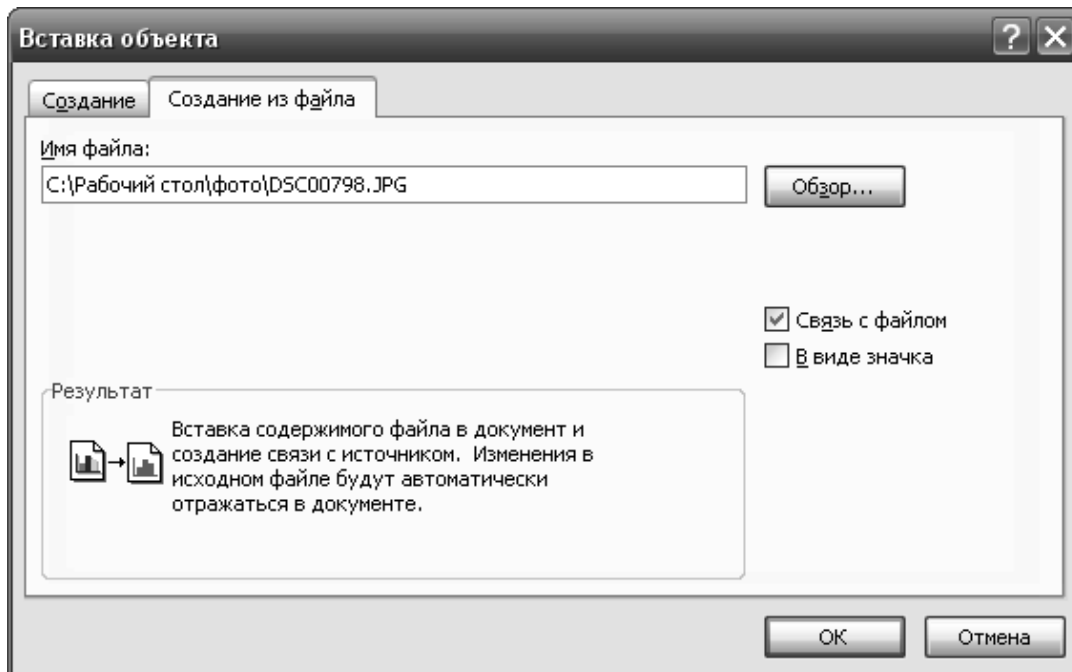 Вставка объекта
Создание
Создание из файла
Имя файла:
C:\Рабочий стол\фото\DSC00798.JPG
Обзор...
Связь с файлом
В виде значка
Результат
Вставка содержимого файла в документ и
создание связи с источником. Изменения в
исходном файле будут автоматически
отражаться в документе.
ОК
Отмена